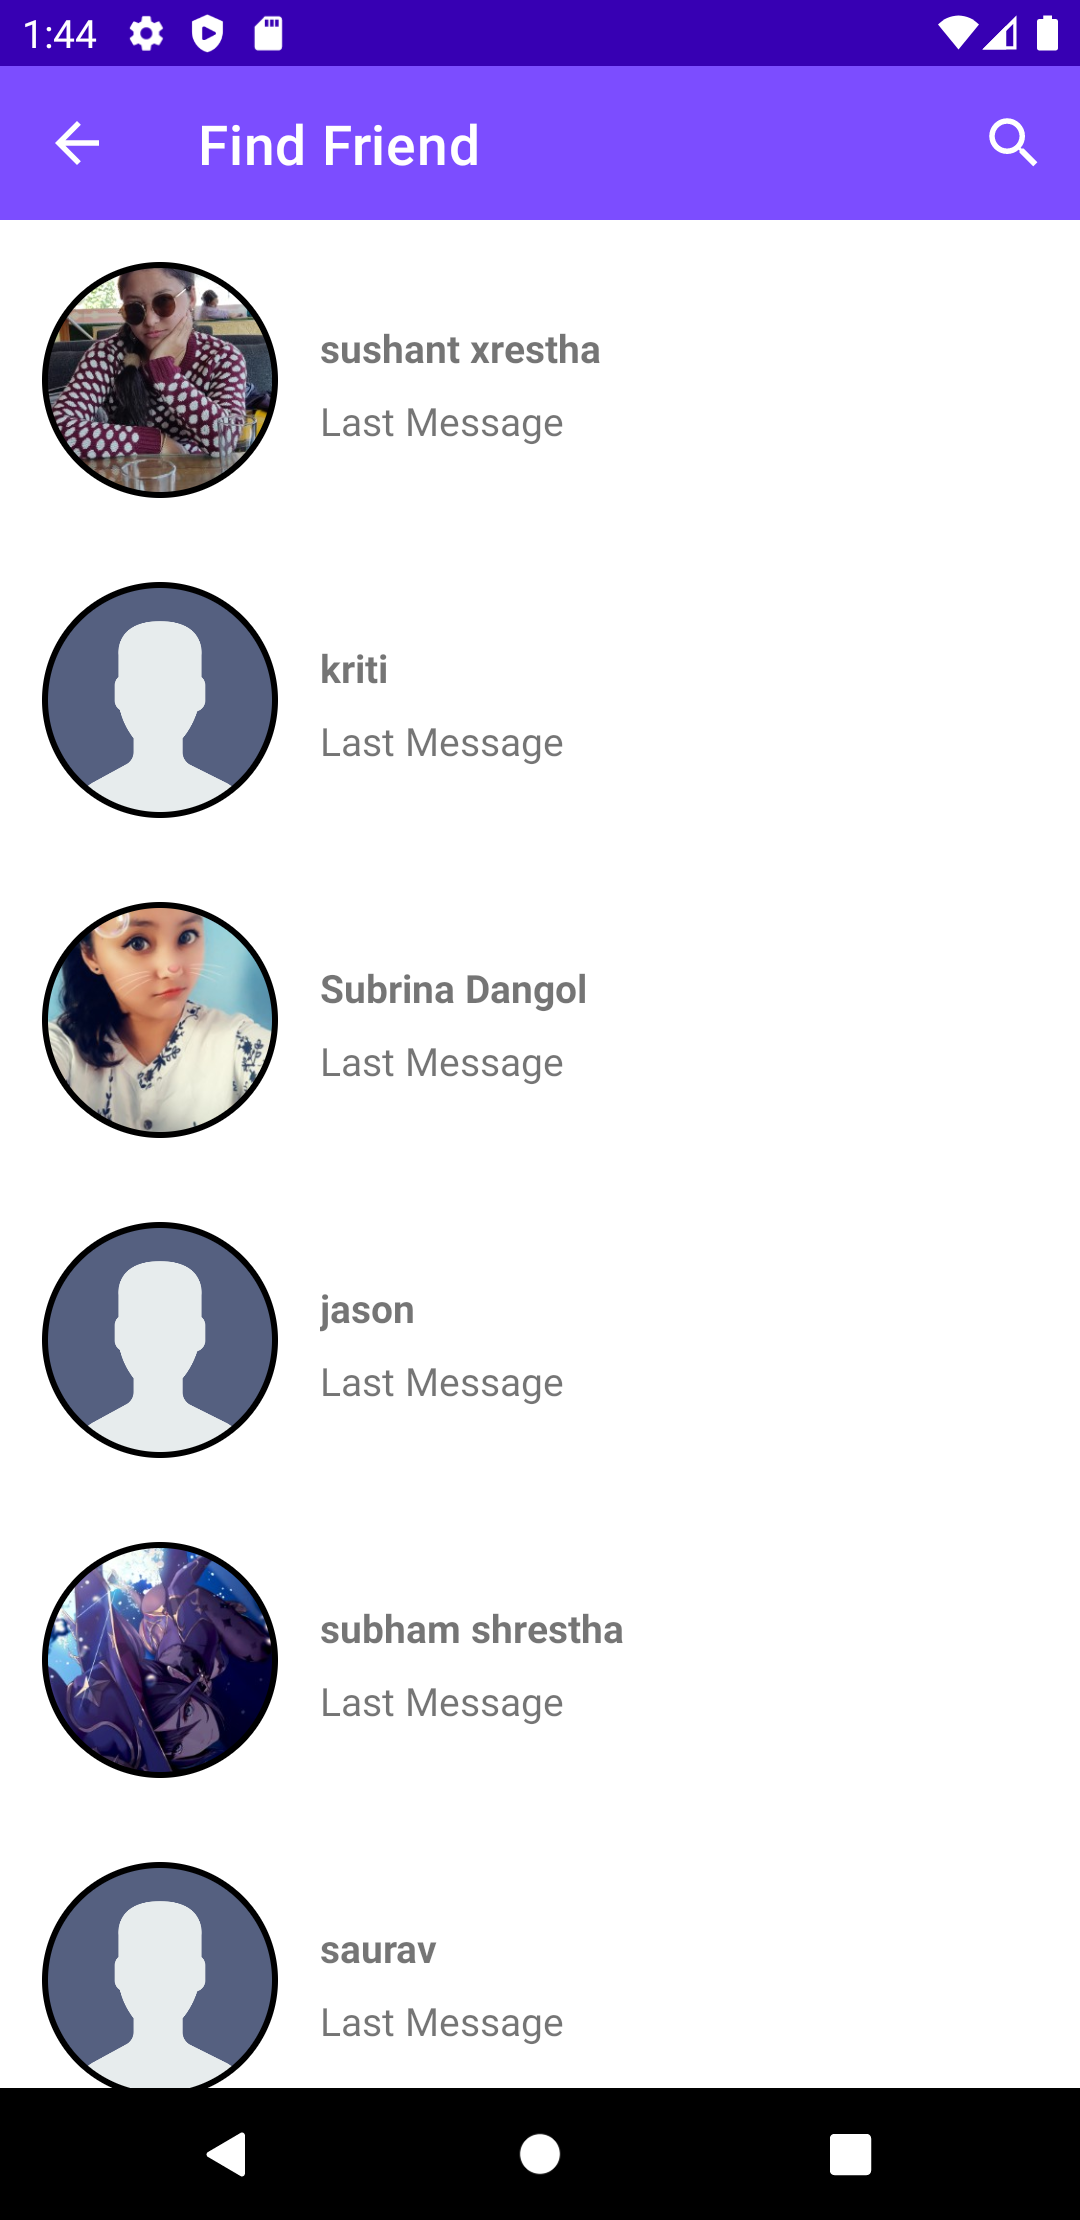 1:44
Find Friend
sushant xrestha
Last Message
kriti
Last Message
Subrina Dangol
Last Message
jason
Last Message
subham shrestha
Last Message
saurav
Last Message